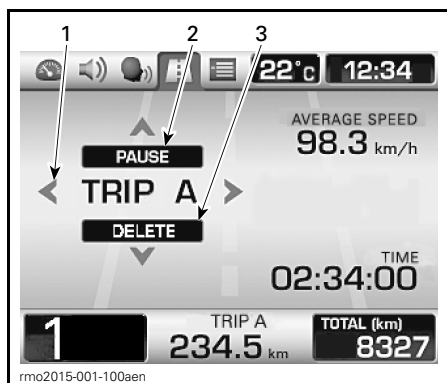 1 2 3
22°c 12:34
AVERAGE SPEED
98.3 km/h
PAUSE
TRIP A
DELETE
TIME
02:34:00
1
TRIP A
234.5 km
TOTAL (km)
8327
rmo2015-001-100aen